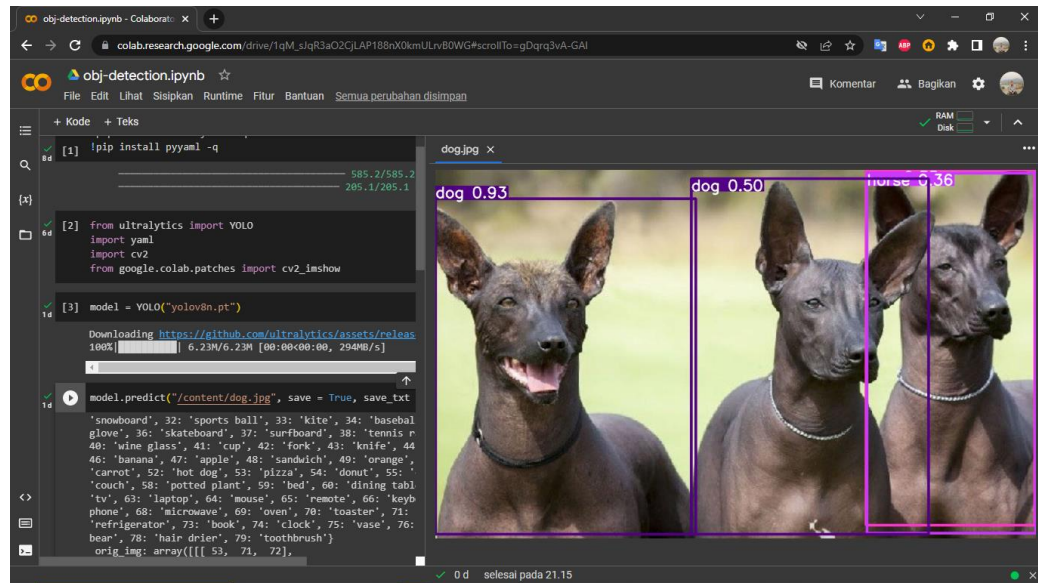 obj-detection.ipynb - Colaborato
colab.research.google.com/drive/1qM_sJqR3aO2CjLAP188nX0kmULrvB0WG#scrollTo=gDqrq3vA-GAI
obj-detection.ipynb
Komentar
Bagikan
File Edit Lihat Sisipkan Runtime Fitur Bantuan Semua perubahan disimpan
+ Kode + Teks
RAM
Disk
[1] !pip install pyyaml -q
8d
585.2/585.2
205.1/205.1
[2] from ultralytics import YOLO
6d
import yaml
import cv2
from google.colab.patches import cv2_imshow
[3] model = YOLO("yolov8n.pt")
1d
Downloading https://github.com/ultralytics/assets/releas
100%| 6.23M/6.23M [00:00<00:00, 294MB/s]
model.predict("/content/dog.jpg", save = True, save_txt
1d
'snowboard', 32: 'sports ball', 33: 'kite', 34: 'basebal
glove', 36: 'skateboard', 37: 'surfboard', 38: 'tennis r
40: 'wine glass', 41: 'cup', 42: 'fork', 43: 'knife', 44
46: 'banana', 47: 'apple', 48: 'sandwich', 49: 'orange',
'carrot', 52: 'hot dog', 53: 'pizza', 54: 'donut', 55:
'couch', 58: 'potted plant', 59: 'bed', 60: 'dining tabl
'tv', 63: 'laptop', 64: 'mouse', 65: 'remote', 66: 'keyb
phone', 68: 'microwave', 69: 'oven', 70: 'toaster', 71:
'refrigerator', 73: 'book', 74: 'clock', 75: 'vase', 76:
bear', 78: 'hair drier', 79: 'toothbrush'}
orig_img: array([[[ 53, 71, 72],
dog.jpg
dog 0.93
dog 0.50
horse 0.36
0 d selesai pada 21.15